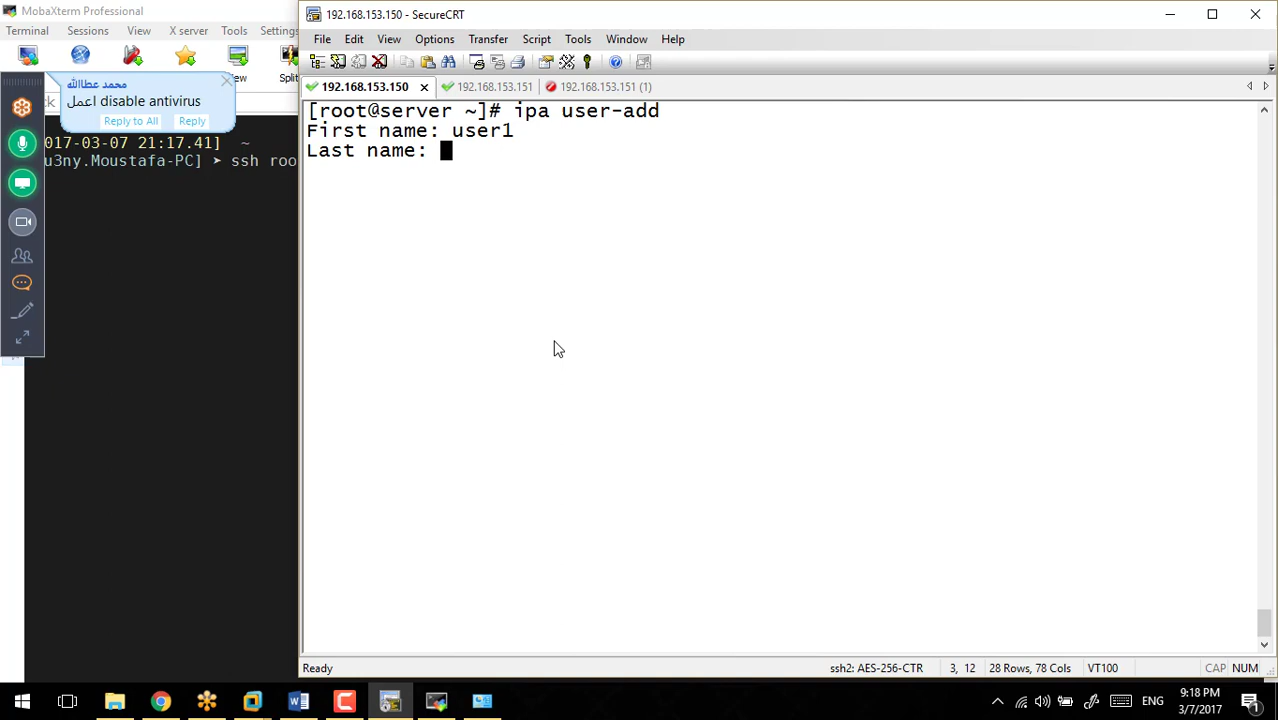 MobaXterm Professional
Terminal Sessions View X server Tools Settings
Split
محمد عطاالله
اعمل disable antivirus
Reply to All Reply
017-03-07 21:17.41] ~
u3ny.Moustafa-PC] ➤ ssh roo
192.168.153.150 - SecureCRT
File Edit View Options Transfer Script Tools Window Help
192.168.153.150 192.168.153.151 192.168.153.151 (1)
[root@server ~]# ipa user-add
First name: user1
Last name:
Ready ssh2: AES-256-CTR 3, 12 28 Rows, 78 Cols VT100 CAP NUM
ENG
9:18 PM
3/7/2017